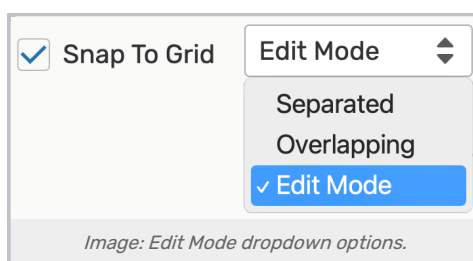 Snap To Grid Edit Mode
Separated
Overlapping
✓ Edit Mode
Image: Edit Mode dropdown options.